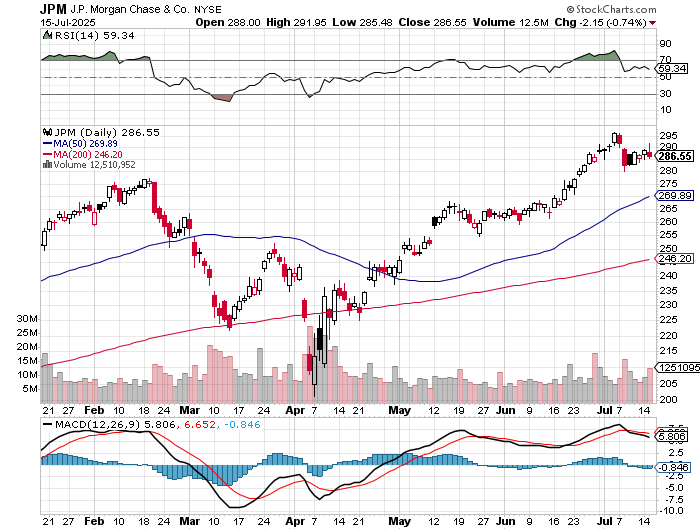 JPM J.P. Morgan Chase & Co. NYSE
© StockCharts.com
15-Jul-2025
Open 288.00 High 291.95 Low 285.48 Close 286.55 Volume 12.5M Chg -2.15 (-0.74%)
RSI(14) 59.34
90
70
59.34
50
30
10
JPM (Daily) 286.55
MA(50) 269.89
MA(200) 246.20
Volume 12,510,952
295
290
286.55
285
280
275
269.89
265
260
255
250
246.20
240
235
230
225
220
215
1251095
205
200
30M
25M
20M
15M
10M
5M
21 27 Feb 10 18 24 Mar 10 17 24 Apr 7 14 21 May 12 19 27 Jun 9 16 23 Jul 7 14
MACD(12,26,9) 5.806, 6.652, -0.846
5.806
2.5
-0.846
-2.5
-5.0
-7.5
-10.0
21 27 Feb 10 18 24 Mar 10 17 24 Apr 7 14 21 May 12 19 27 Jun 9 16 23 Jul 7 14